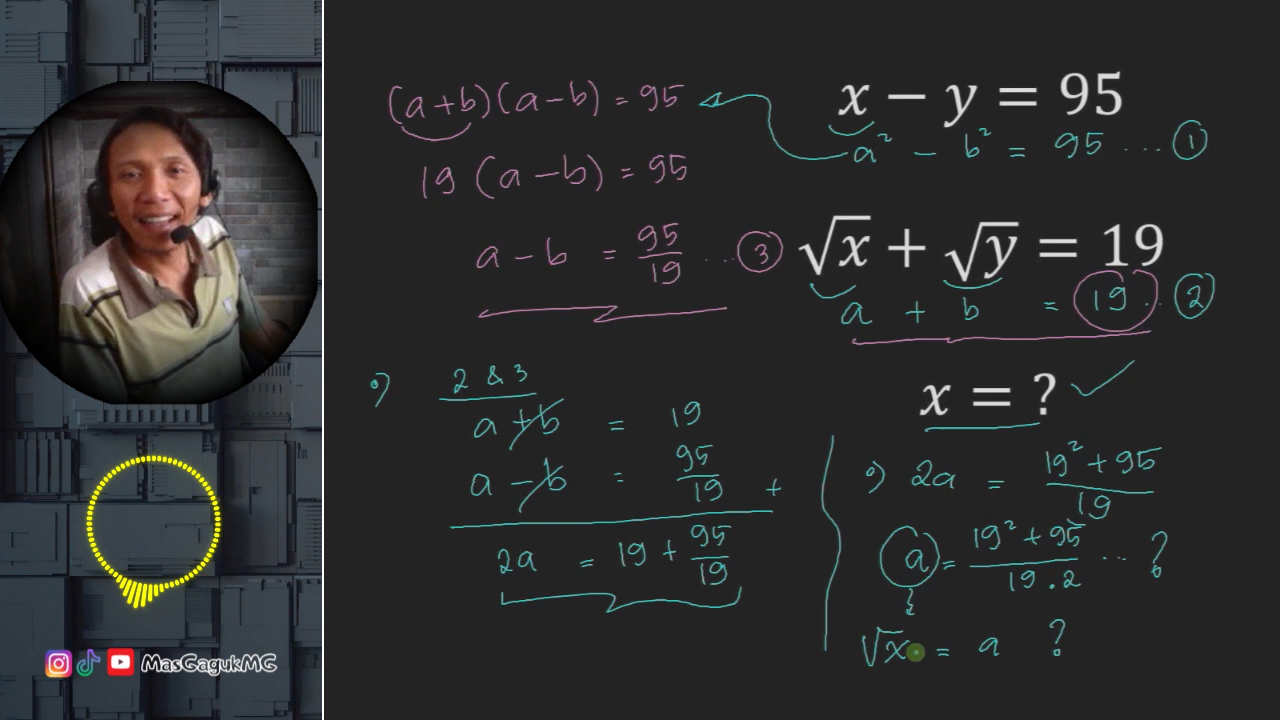 (a+b)(a-b) = 95
19 (a-b) = 95
a - b = 95/19 ... ③
x − y = 95
a² - b² = 95 ... ①
√x + √y = 19
a + b = 19 .. ②
x = ?
2 & 3
a + b = 19
a - b = 95/19 +
2a = 19 + 95/19
2a = 19² + 95 / 19
a = 19² + 95 / 19 . 2 ... ?
√x = a ?
MasGagukMG